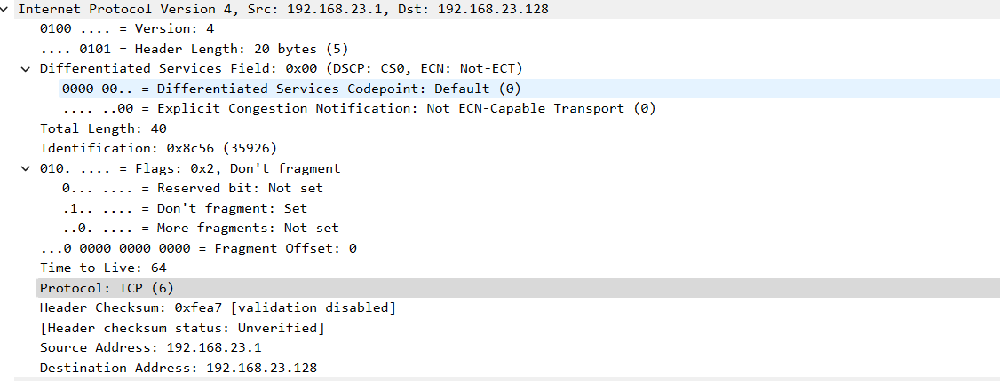 Internet Protocol Version 4, Src: 192.168.23.1, Dst: 192.168.23.128
0100 .... = Version: 4
.... 0101 = Header Length: 20 bytes (5)
Differentiated Services Field: 0x00 (DSCP: CS0, ECN: Not-ECT)
0000 00.. = Differentiated Services Codepoint: Default (0)
.... ..00 = Explicit Congestion Notification: Not ECN-Capable Transport (0)
Total Length: 40
Identification: 0x8c56 (35926)
010. .... = Flags: 0x2, Don't fragment
0... .... = Reserved bit: Not set
.1.. .... = Don't fragment: Set
..0. .... = More fragments: Not set
...0 0000 0000 0000 = Fragment Offset: 0
Time to Live: 64
Protocol: TCP (6)
Header Checksum: 0xfea7 [validation disabled]
[Header checksum status: Unverified]
Source Address: 192.168.23.1
Destination Address: 192.168.23.128